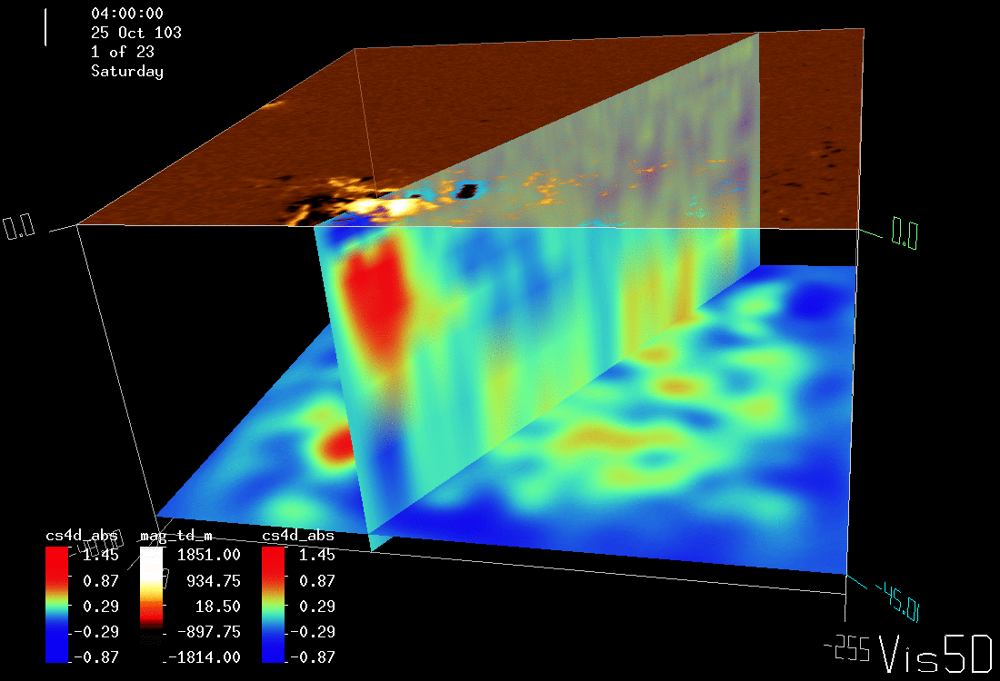 04:00:00
25 Oct 103
1 of 23
Saturday
0.0
0.0
cs4d_abs mag_td_m cs4d_abs
1.45 1851.00 1.45
0.87 934.75 0.87
0.29 18.50 0.29
-0.29 -897.75 -0.29
-0.87 -1814.00 -0.87
-45.0
-255
Vis5D